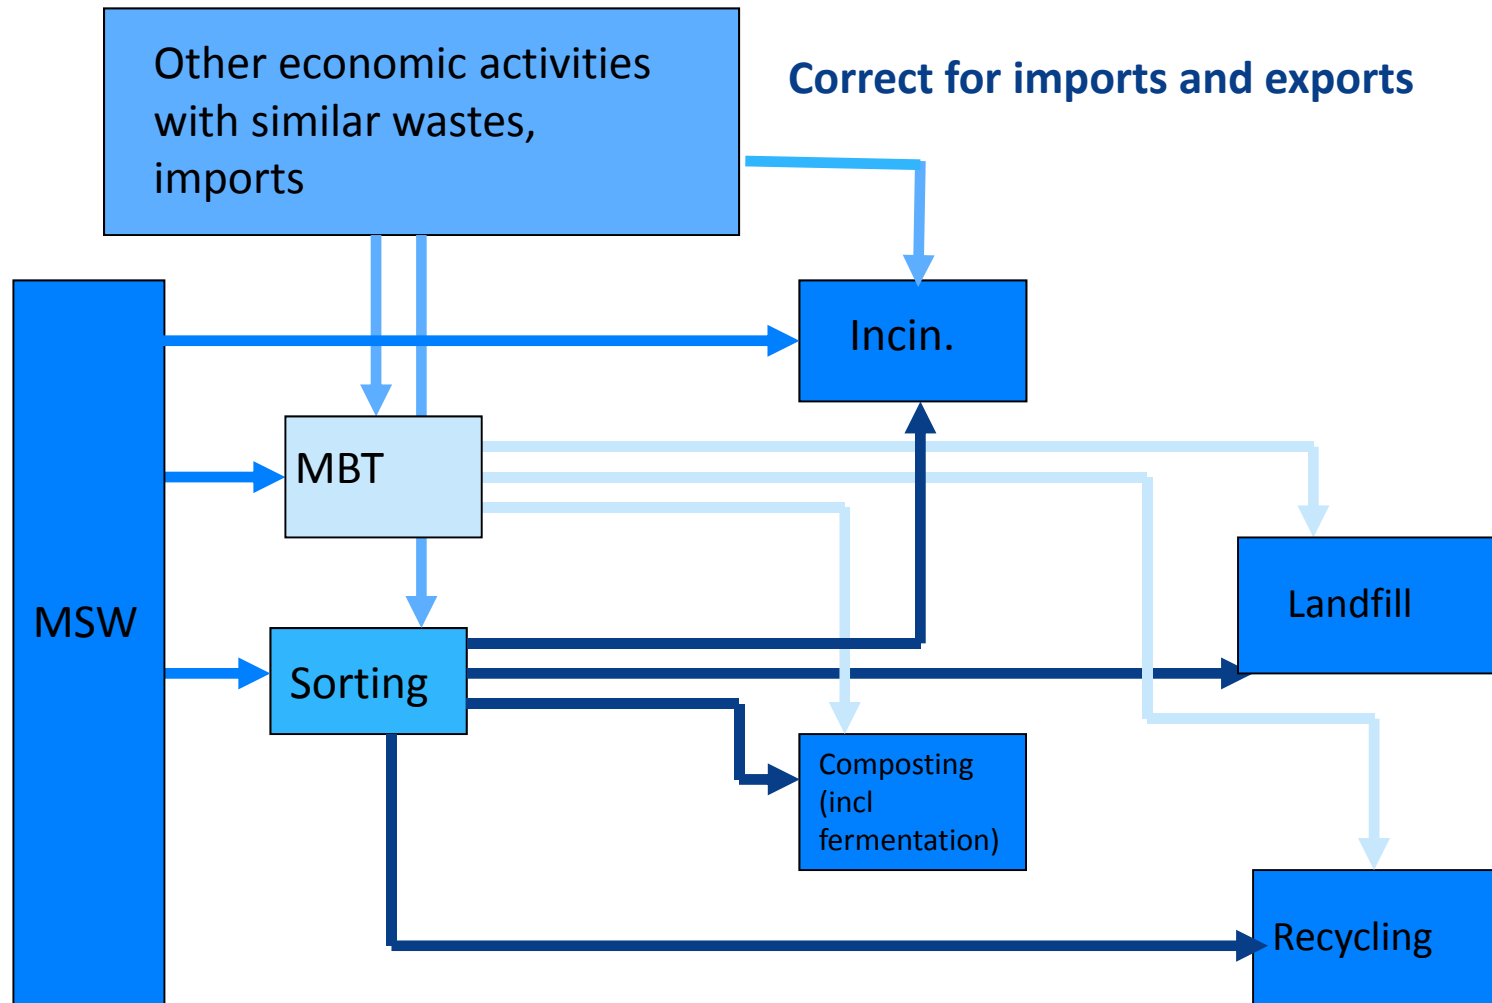 Other economic activities
with similar wastes,
imports
Correct for imports and exports
Incin.
MBT
MSW
Landfill
Sorting
Composting
(incl
fermentation)
Recycling